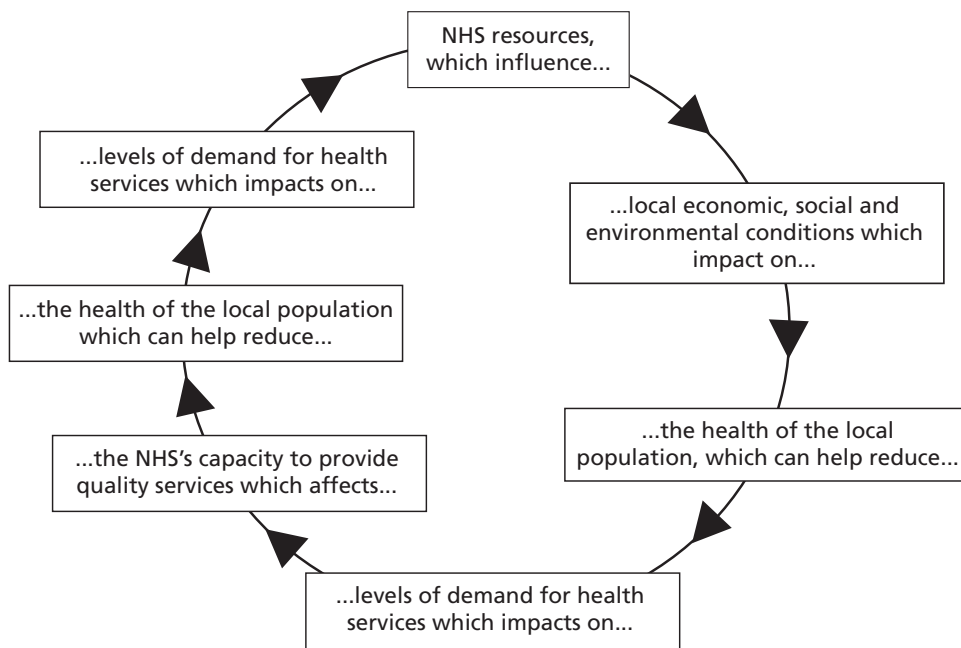 NHS resources,
which influence...
...local economic, social and
environmental conditions which
impact on...
...the health of the local
population, which can help reduce...
...levels of demand for health
services which impacts on...
...the NHS’s capacity to provide
quality services which affects...
...the health of the local population
which can help reduce...
...levels of demand for health
services which impacts on...